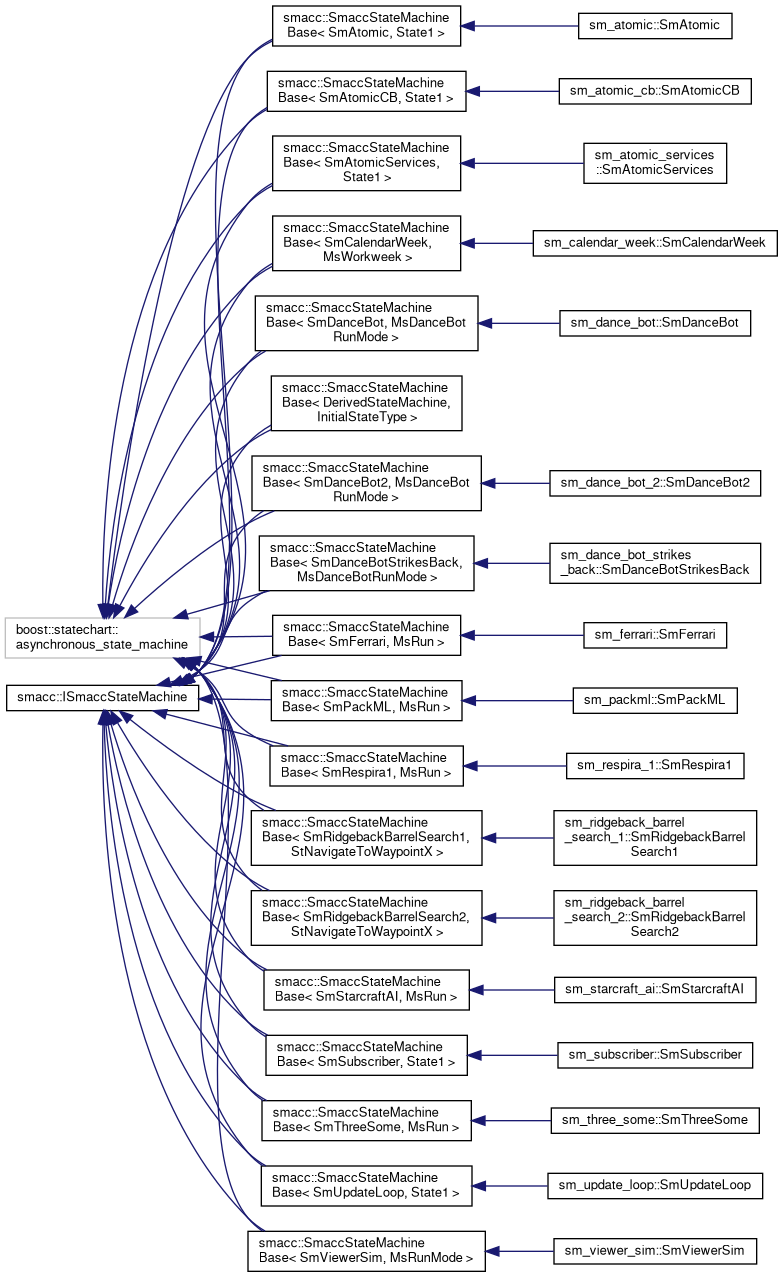 smacc::SmaccStateMachine
Base< SmAtomic, State1 >
sm_atomic::SmAtomic
smacc::SmaccStateMachine
Base< SmAtomicCB, State1 >
sm_atomic_cb::SmAtomicCB
smacc::SmaccStateMachine
Base< SmAtomicServices,
State1 >
sm_atomic_services
::SmAtomicServices
smacc::SmaccStateMachine
Base< SmCalendarWeek,
MsWorkweek >
sm_calendar_week::SmCalendarWeek
smacc::SmaccStateMachine
Base< SmDanceBot, MsDanceBot
RunMode >
sm_dance_bot::SmDanceBot
smacc::SmaccStateMachine
Base< DerivedStateMachine,
InitialStateType >
smacc::SmaccStateMachine
Base< SmDanceBot2, MsDanceBot
RunMode >
sm_dance_bot_2::SmDanceBot2
smacc::SmaccStateMachine
Base< SmDanceBotStrikesBack,
MsDanceBotRunMode >
sm_dance_bot_strikes
_back::SmDanceBotStrikesBack
boost::statechart::
asynchronous_state_machine
smacc::SmaccStateMachine
Base< SmFerrari, MsRun >
sm_ferrari::SmFerrari
smacc::ISmaccStateMachine
smacc::SmaccStateMachine
Base< SmPackML, MsRun >
sm_packml::SmPackML
smacc::SmaccStateMachine
Base< SmRespira1, MsRun >
sm_respira_1::SmRespira1
smacc::SmaccStateMachine
Base< SmRidgebackBarrelSearch1,
StNavigateToWaypointX >
sm_ridgeback_barrel
_search_1::SmRidgebackBarrel
Search1
smacc::SmaccStateMachine
Base< SmRidgebackBarrelSearch2,
StNavigateToWaypointX >
sm_ridgeback_barrel
_search_2::SmRidgebackBarrel
Search2
smacc::SmaccStateMachine
Base< SmStarcraftAI, MsRun >
sm_starcraft_ai::SmStarcraftAI
smacc::SmaccStateMachine
Base< SmSubscriber, State1 >
sm_subscriber::SmSubscriber
smacc::SmaccStateMachine
Base< SmThreeSome, MsRun >
sm_three_some::SmThreeSome
smacc::SmaccStateMachine
Base< SmUpdateLoop, State1 >
sm_update_loop::SmUpdateLoop
smacc::SmaccStateMachine
Base< SmViewerSim, MsRunMode >
sm_viewer_sim::SmViewerSim